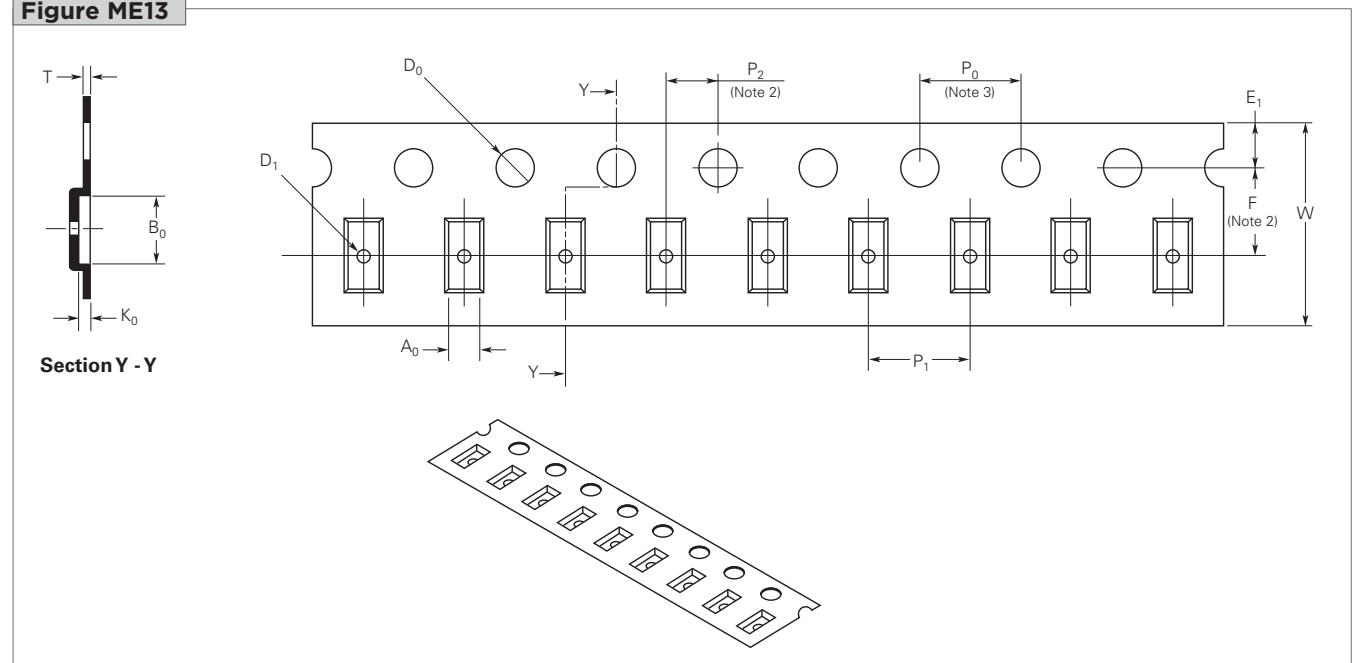 Figure ME13
T
D₀
Y
P₂
(Note 2)
P₀
(Note 3)
E₁
D₁
B₀
F
(Note 2)
W
K₀
A₀
Y
P₁
Section Y - Y